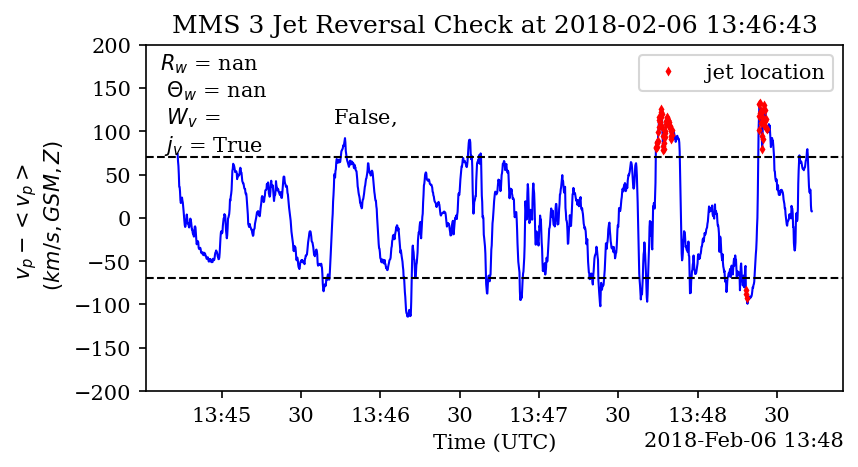 MMS 3 Jet Reversal Check at 2018-02-06 13:46:43
R_w = nan
Θ_w = nan
W_v = False,
j_v = True
jet location
200
150
100
50
0
−50
−100
−150
−200
v_p − < v_p >
(km/s, GSM, Z)
13:45 30 13:46 30 13:47 30 13:48 30
Time (UTC)
2018-Feb-06 13:48